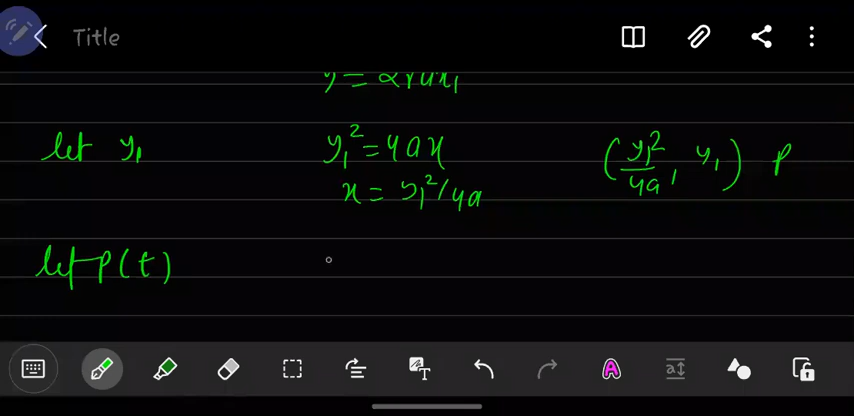 Title
let y₁ y₁² = 4ax (y₁²/4a, y₁) P
x = y₁²/4a
let P(t)